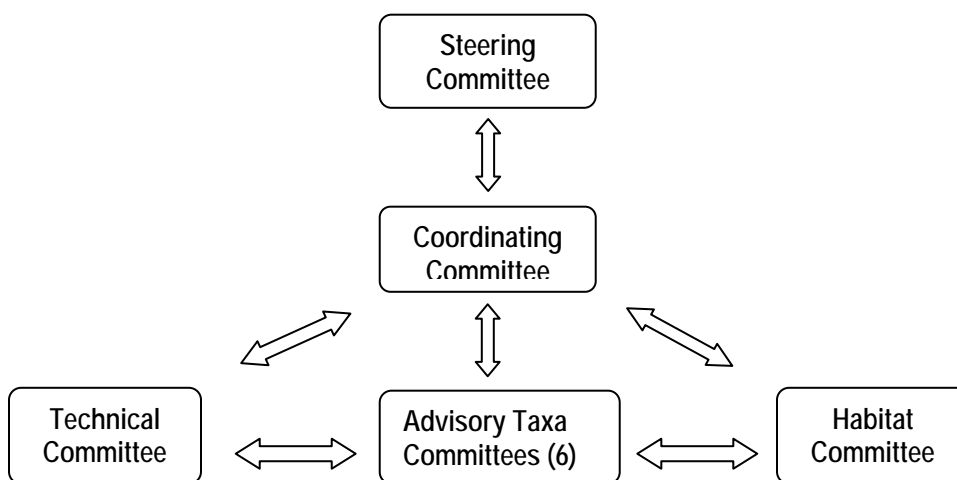 Steering
Committee
Coordinating
Committee
Technical
Committee
Advisory Taxa
Committees (6)
Habitat
Committee